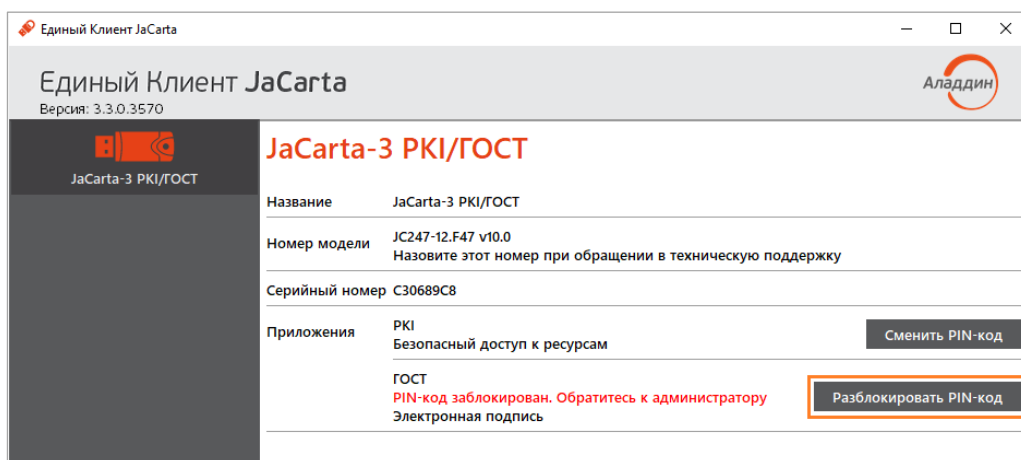 Единый Клиент JaCarta
Единый Клиент JaCarta
Аладдин
Версия: 3.3.0.3570
JaCarta-3 PKI/ГОСТ
JaCarta-3 PKI/ГОСТ
Название JaCarta-3 PKI/ГОСТ
Номер модели JC247-12.F47 v10.0
Назовите этот номер при обращении в техническую поддержку
Серийный номер C30689C8
Приложения PKI
Безопасный доступ к ресурсам
Сменить PIN-код
ГОСТ
PIN-код заблокирован. Обратитесь к администратору
Электронная подпись
Разблокировать PIN-код